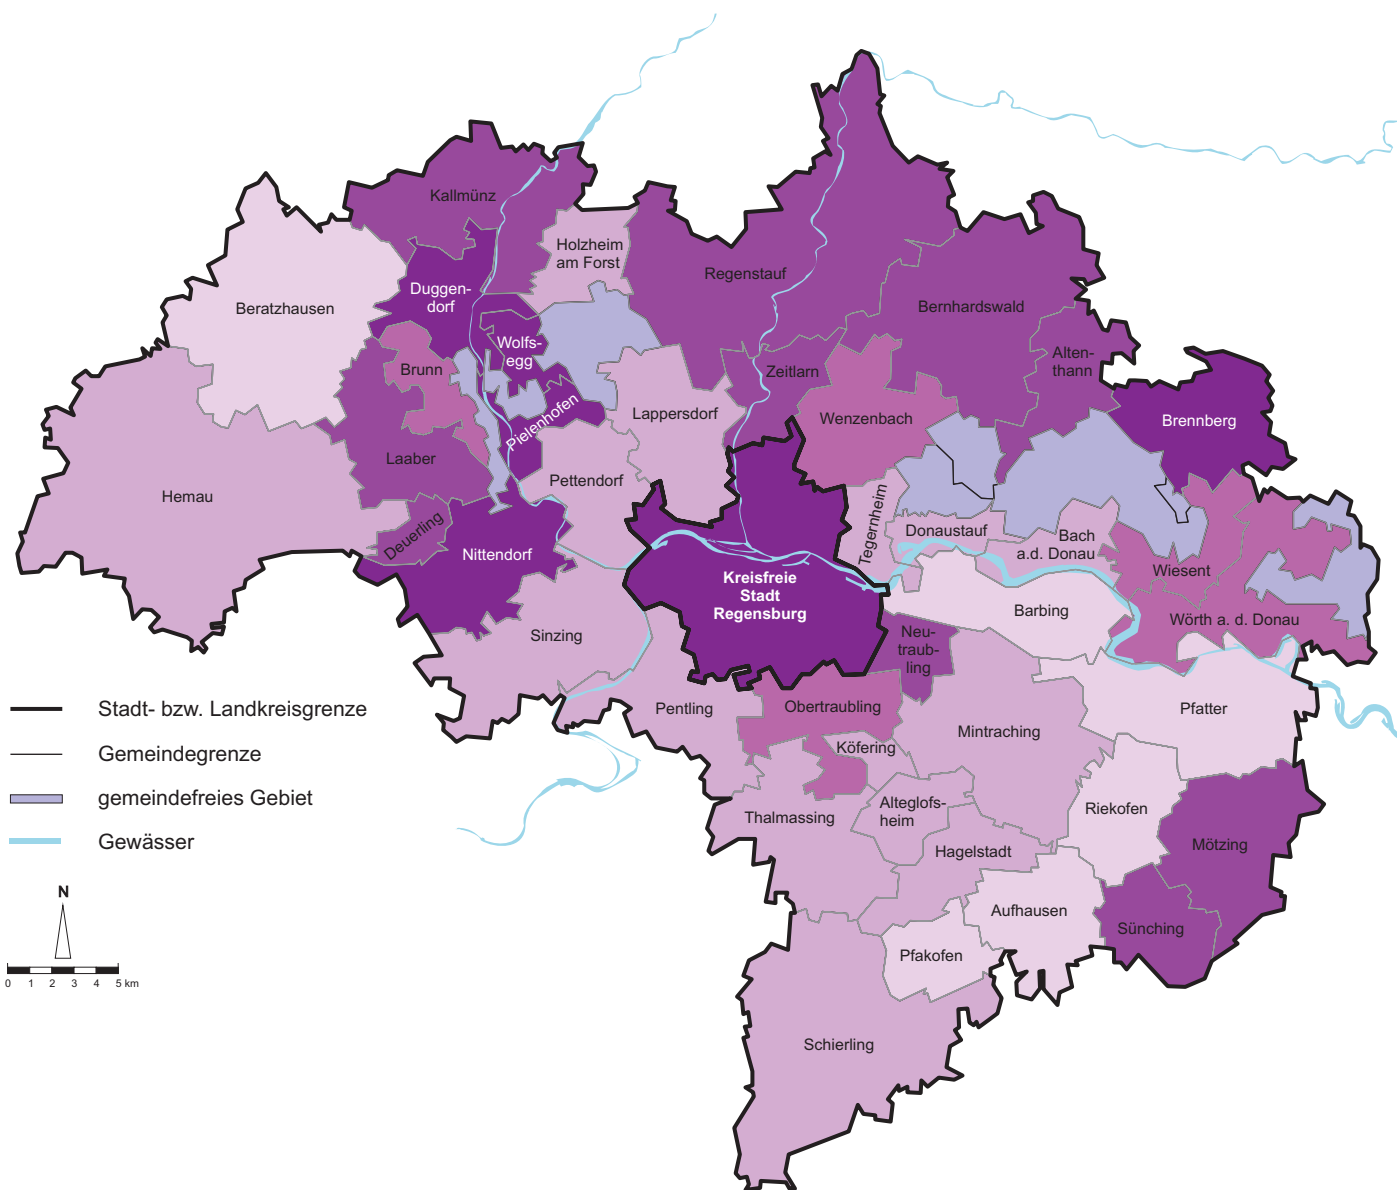 Kallmünz
Holzheim
am Forst
Regenstauf
Beratzhausen
Duggen-
dorf
Bernhardswald
Wolfs-
egg
Brunn
Zeitlarn
Alten-
thann
Pielenhofen
Lappersdorf
Wenzenbach
Brennberg
Laaber
Hemau
Pettendorf
Deuerling
Nittendorf
Tegernheim
Donaustauf
Bach
a.d. Donau
Wiesent
Kreisfreie
Stadt
Regensburg
Barbing
Wörth a. d. Donau
Sinzing
Neu-
traub-
ling
Pentling
Obertraubling
Mintraching
Pfatter
Köfering
Thalmassing
Alteglofs-
heim
Riekofen
Hagelstadt
Mötzing
Aufhausen
Sünching
Pfakofen
Schierling
Stadt- bzw. Landkreisgrenze
Gemeindegrenze
gemeindefreies Gebiet
Gewässer
N
0 1 2 3 4 5 km